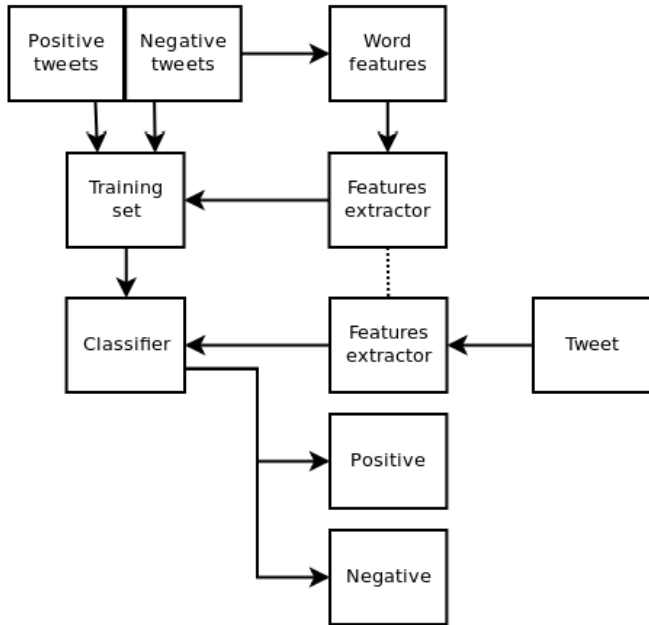 Positive
tweets
Negative
tweets
Word
features
Training
set
Features
extractor
Classifier
Features
extractor
Tweet
Positive
Negative